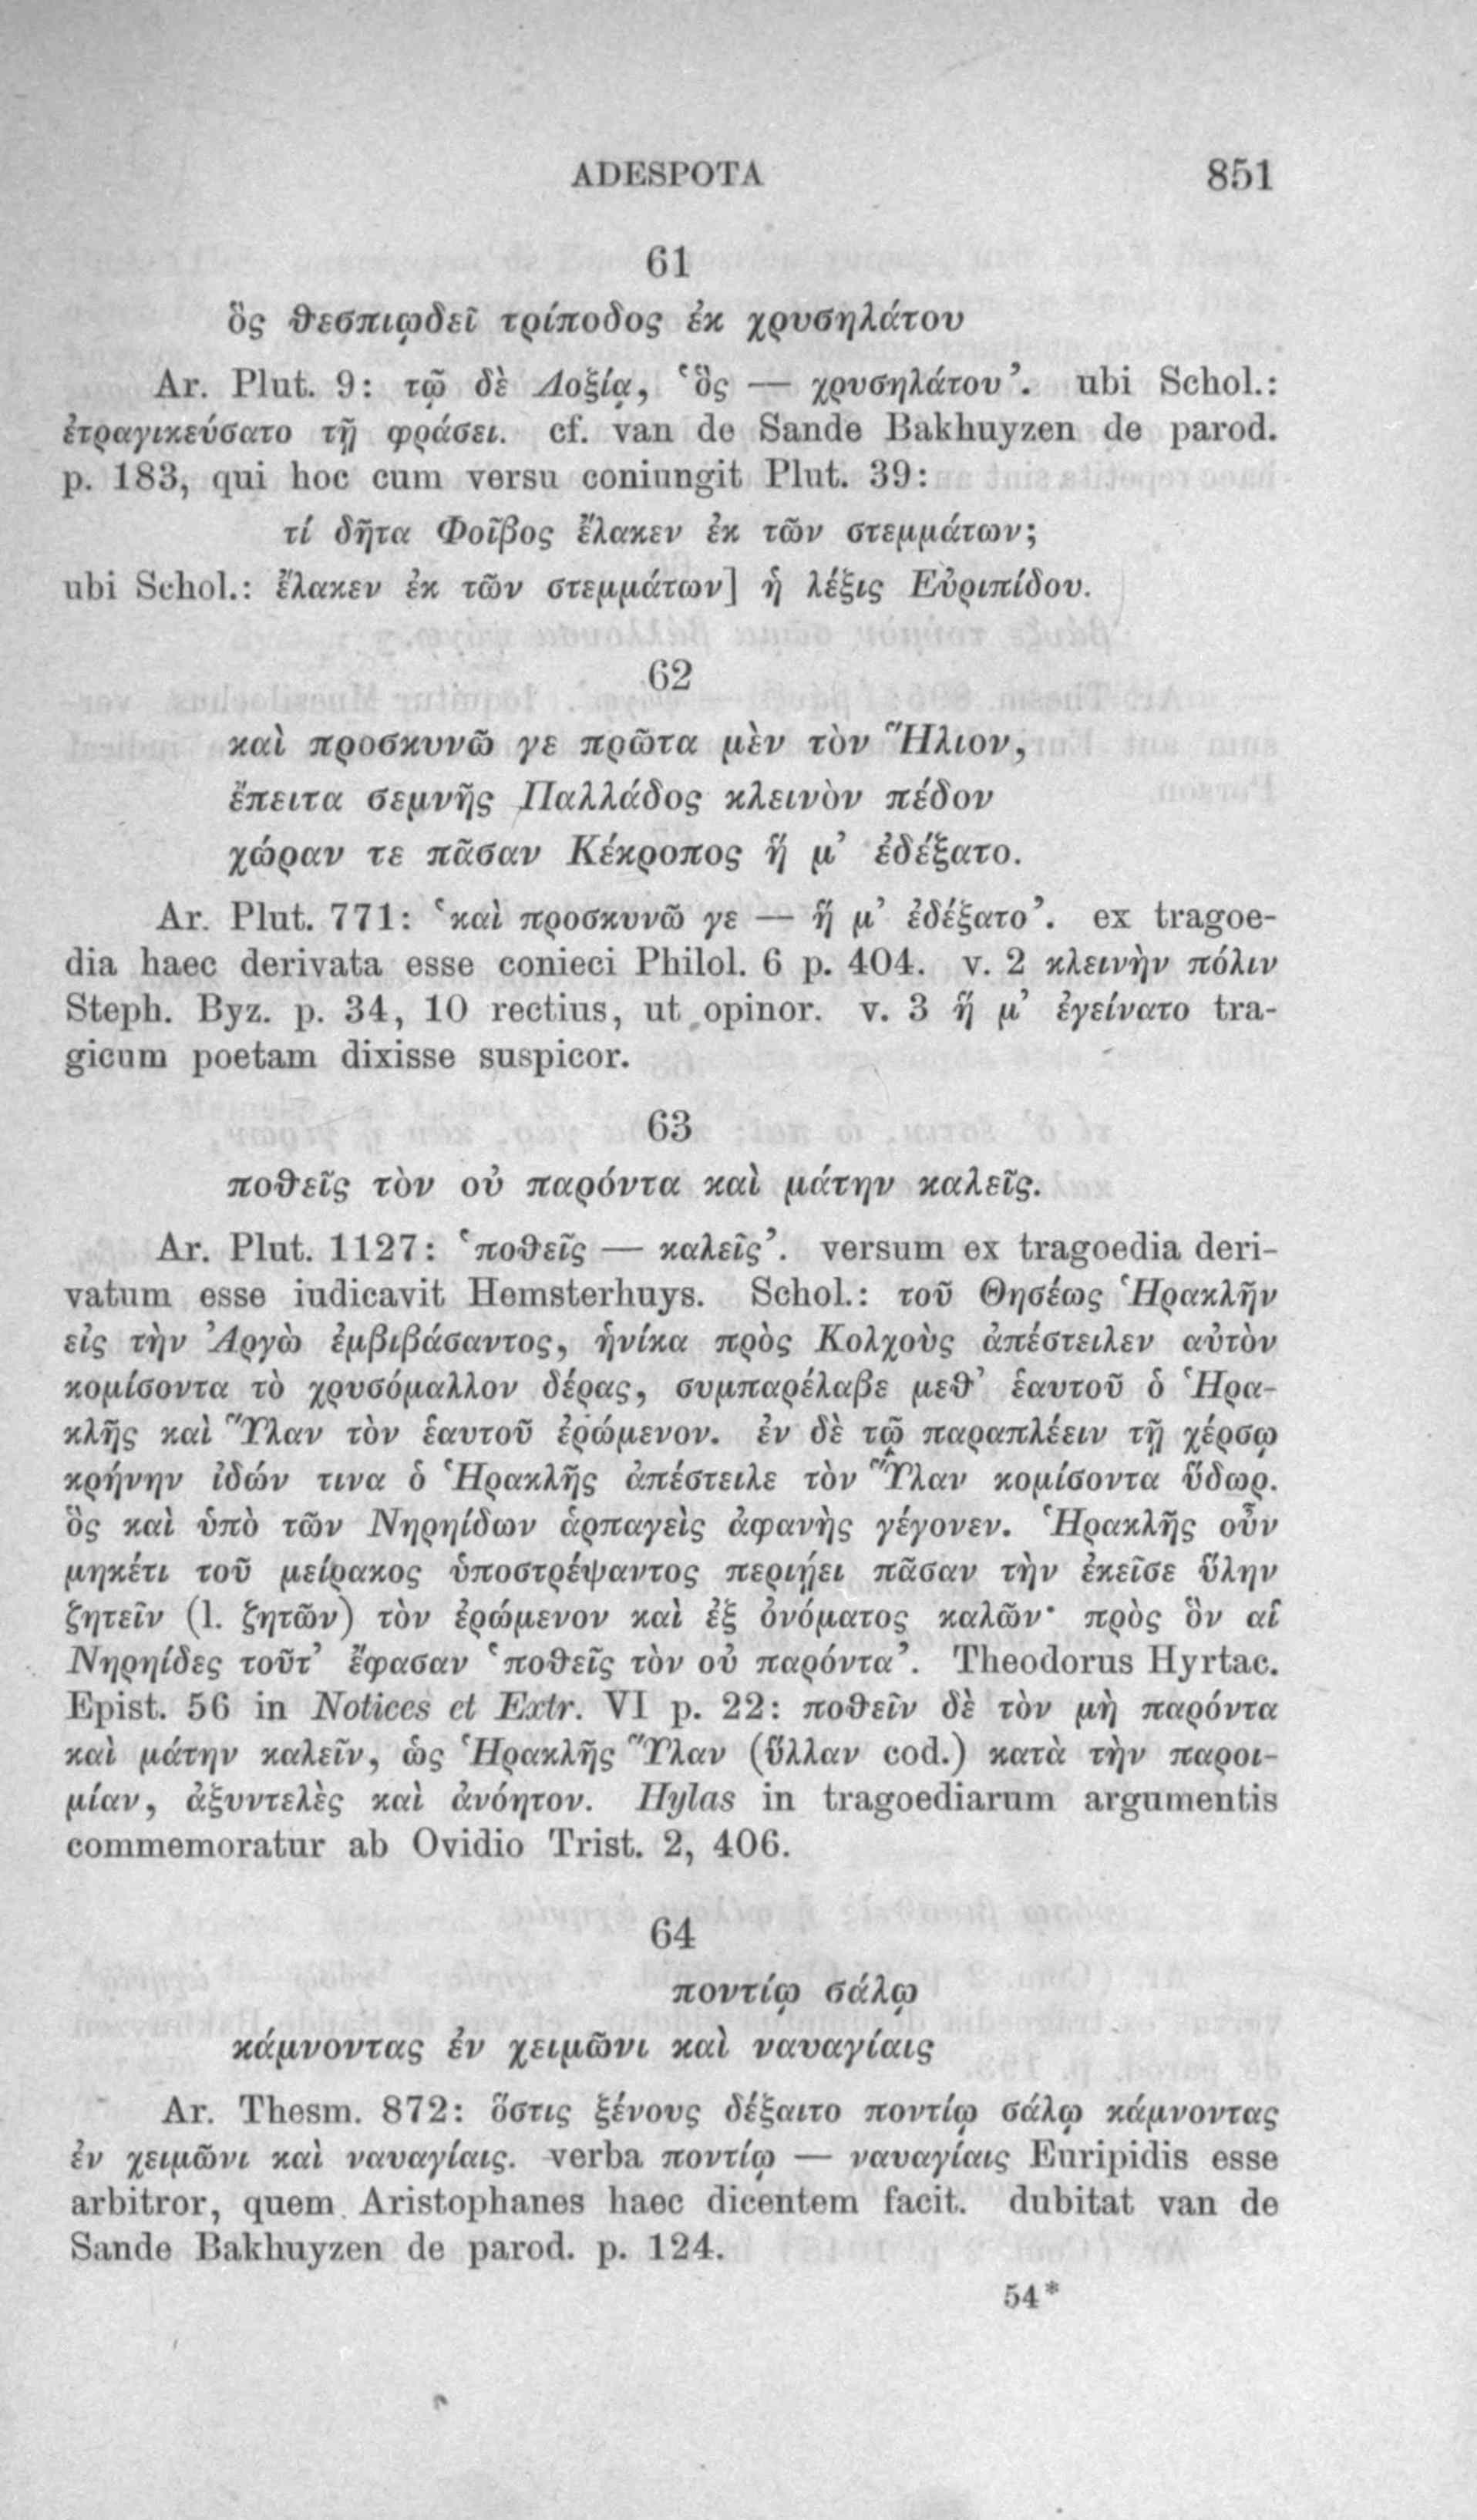 ADESPOTA 851
61
ὃς θεσπιῳδεῖ τρίποδος ἐκ χρυσηλάτου
Ar. Plut. 9: τῷ δὲ Λοξίᾳ, ‘ὃς — χρυσηλάτου’. ubi Schol.:
ἐτραγικεύσατο τῇ φράσει. cf. van de Sande Bakhuyzen de parod.
p. 183, qui hoc cum versu coniungit Plut. 39:
τί δῆτα Φοῖβος ἔλακεν ἐκ τῶν στεμμάτων;
ubi Schol.: ἔλακεν ἐκ τῶν στεμμάτων] ἡ λέξις Εὐριπίδου.
62
καὶ προσκυνῶ γε πρῶτα μὲν τὸν Ἥλιον,
ἔπειτα σεμνῆς Παλλάδος κλεινὸν πέδον
χώραν τε πᾶσαν Κέκροπος ἥ μ’ ἐδέξατο.
Ar. Plut. 771: ‘καὶ προσκυνῶ γε — ἥ μ’ ἐδέξατο’. ex tragoe-
dia haec derivata esse conieci Philol. 6 p. 404. v. 2 κλεινὴν πόλιν
Steph. Byz. p. 34, 10 rectius, ut opinor. v. 3 ἥ μ’ ἐγείνατο tra-
gicum poetam dixisse suspicor.
63
ποθεῖς τὸν οὐ παρόντα καὶ μάτην καλεῖς.
Ar. Plut. 1127: ‘ποθεῖς — καλεῖς’. versum ex tragoedia deri-
vatum esse iudicavit Hemsterhuys. Schol.: τοῦ Θησέως Ἡρακλῆν
εἰς τὴν Ἀργὼ ἐμβιβάσαντος, ἡνίκα πρὸς Κολχοὺς ἀπέστειλεν αὐτὸν
κομίσοντα τὸ χρυσόμαλλον δέρας, συμπαρέλαβε μεθ’ ἑαυτοῦ ὁ Ἡρα-
κλῆς καὶ Ὕλαν τὸν ἑαυτοῦ ἐρώμενον. ἐν δὲ τῷ παραπλέειν τῇ χέρσῳ
κρήνην ἰδών τινα ὁ Ἡρακλῆς ἀπέστειλε τὸν Ὕλαν κομίσοντα ὕδωρ.
ὃς καὶ ὑπὸ τῶν Νηρηίδων ἁρπαγεὶς ἀφανὴς γέγονεν. Ἡρακλῆς οὖν
μηκέτι τοῦ μείρακος ὑποστρέψαντος περιῄει πᾶσαν τὴν ἐκεῖσε ὕλην
ζητεῖν (l. ζητῶν) τὸν ἐρώμενον καὶ ἐξ ὀνόματος καλῶν· πρὸς ὃν αἱ
Νηρηίδες τοῦτ’ ἔφασαν ‘ποθεῖς τὸν οὐ παρόντα’. Theodorus Hyrtac.
Epist. 56 in Notices et Extr. VI p. 22: ποθεῖν δὲ τὸν μὴ παρόντα
καὶ μάτην καλεῖν, ὡς Ἡρακλῆς Ὕλαν (ὕλλαν cod.) κατὰ τὴν παροι-
μίαν, ἀξυντελὲς καὶ ἀνόητον. Hylas in tragoediarum argumentis
commemoratur ab Ovidio Trist. 2, 406.
64
ποντίῳ σάλῳ
κάμνοντας ἐν χειμῶνι καὶ ναυαγίαις
Ar. Thesm. 872: ὅστις ξένους δέξαιτο ποντίῳ σάλῳ κάμνοντας
ἐν χειμῶνι καὶ ναυαγίαις. verba ποντίῳ — ναυαγίαις Euripidis esse
arbitror, quem Aristophanes haec dicentem facit. dubitat van de
Sande Bakhuyzen de parod. p. 124.
54*